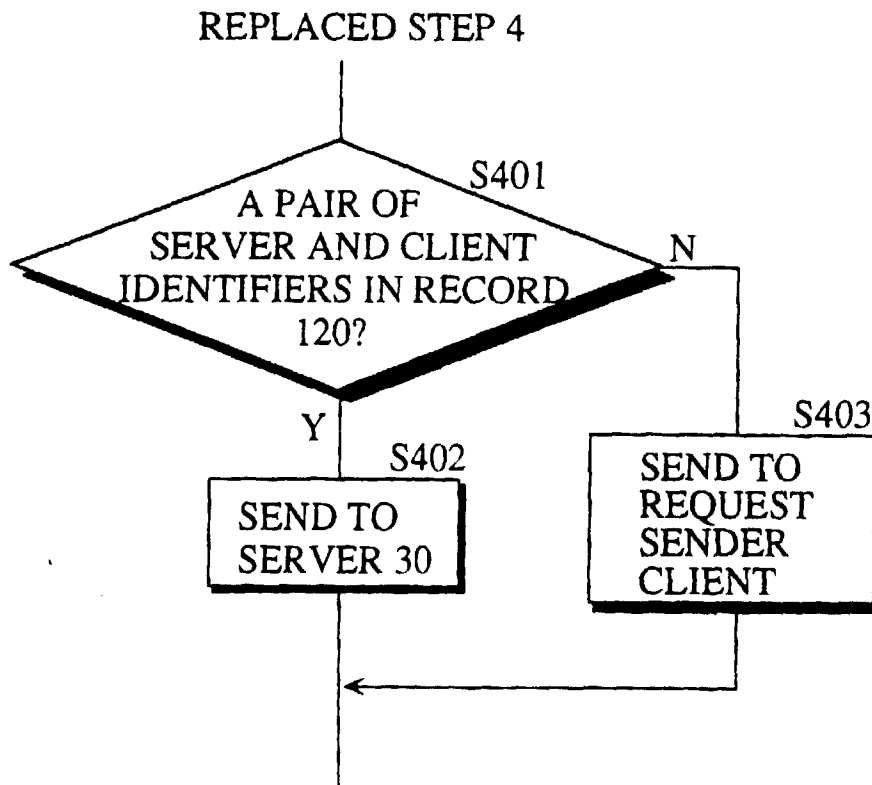 REPLACED STEP 4
S401
A PAIR OF
SERVER AND CLIENT
IDENTIFIERS IN RECORD
120?
N
Y
S402
SEND TO
SERVER 30
S403
SEND TO
REQUEST
SENDER
CLIENT